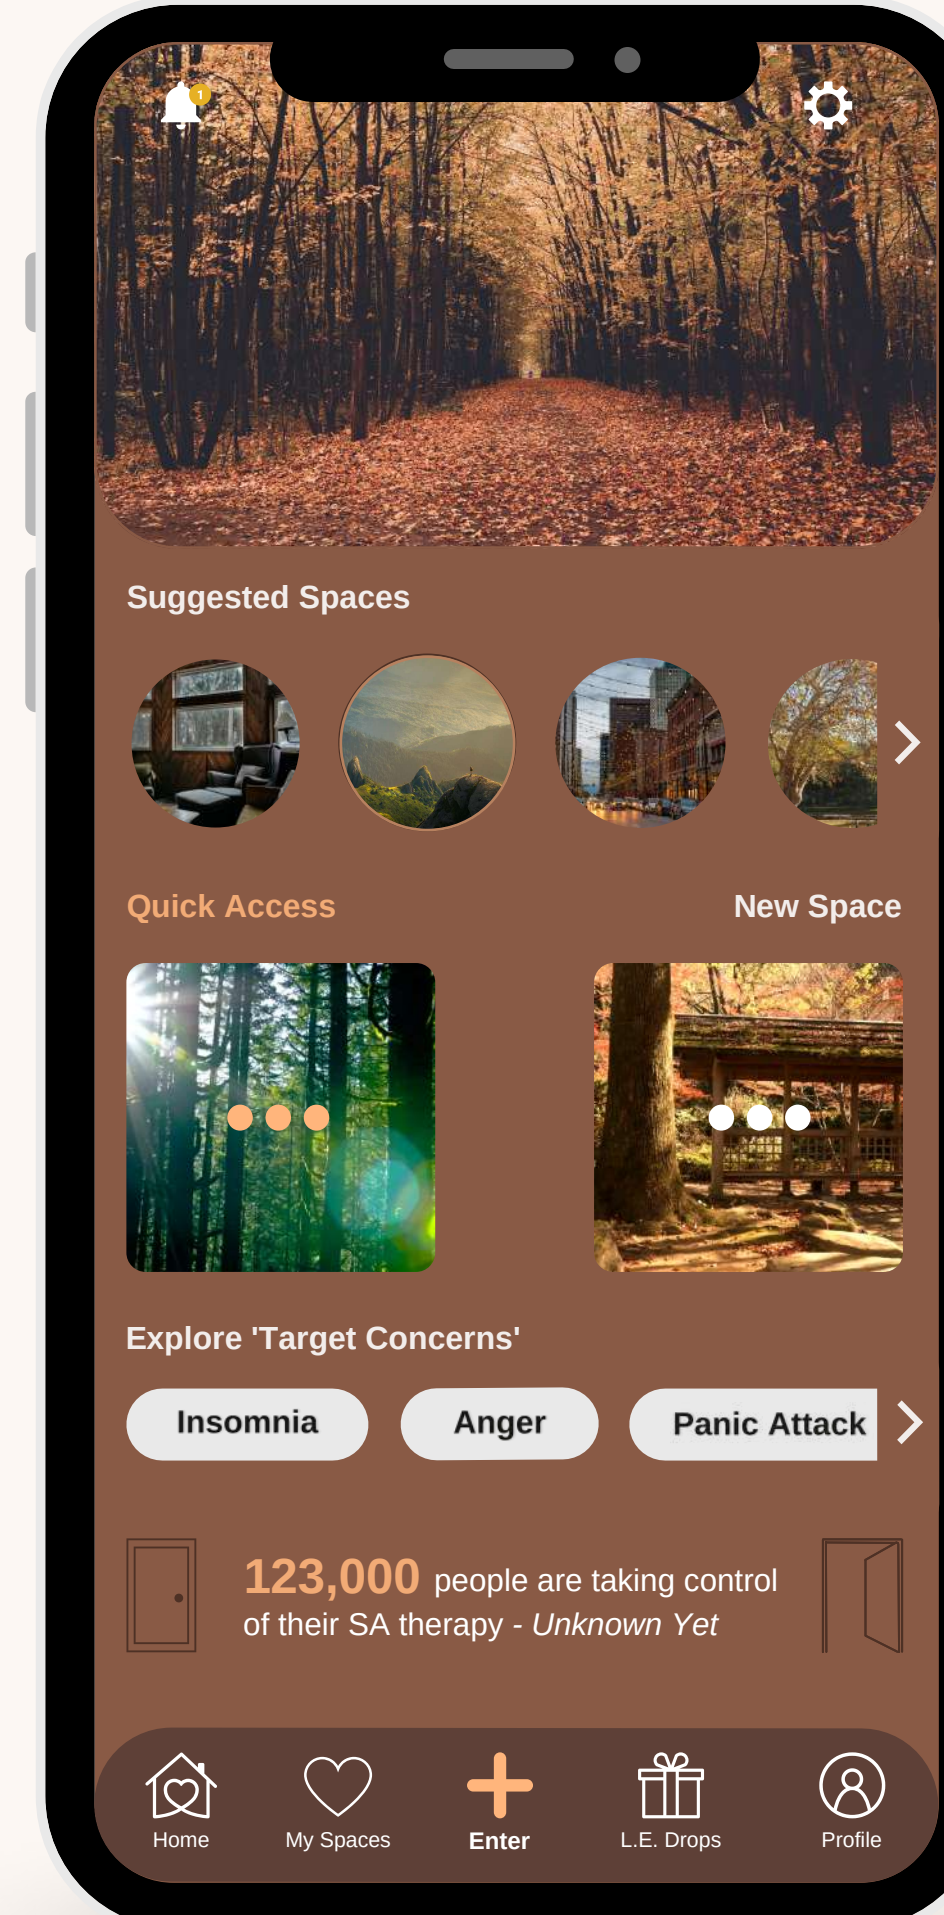 1
Suggested Spaces
Quick Access
New Space
Explore 'Target Concerns'
Insomnia
Anger
Panic Attack
123,000 people are taking control
of their SA therapy - Unknown Yet
Home
My Spaces
Enter
L.E. Drops
Profile